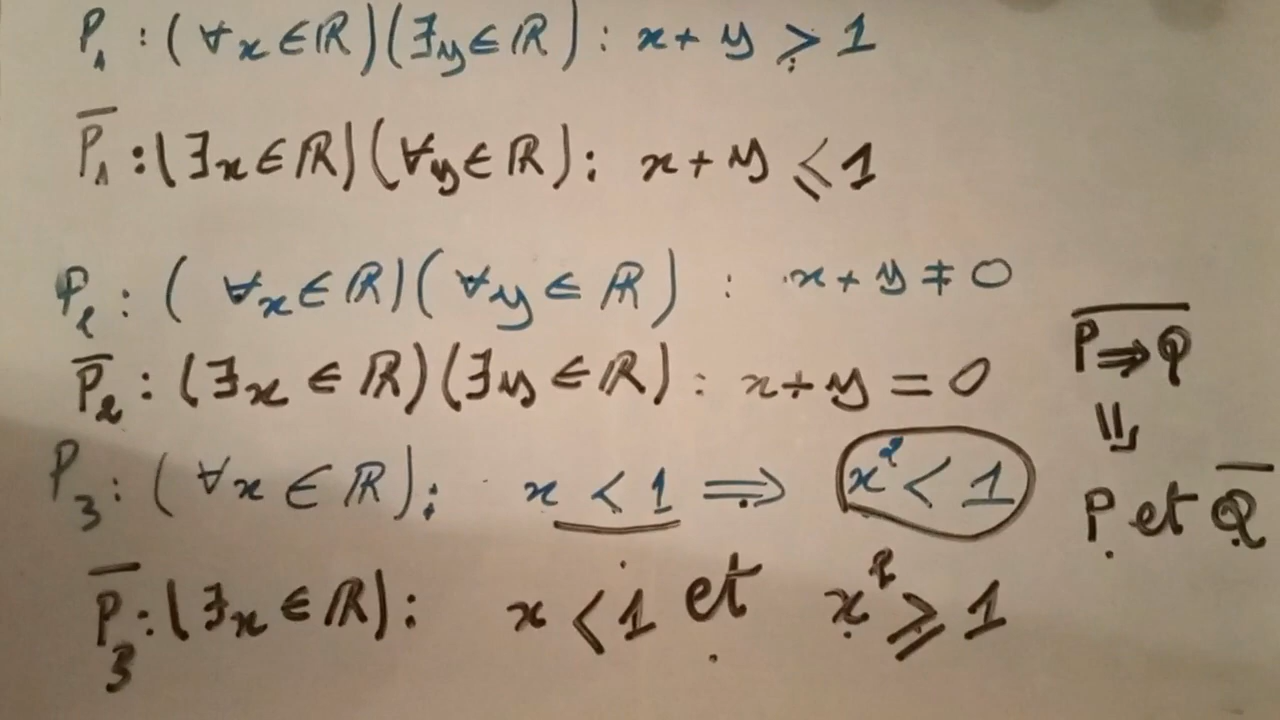 P₁ : (∀x∈ℝ)(∃y∈ℝ) : x + y > 1
P̅₁ : (∃x∈ℝ)(∀y∈ℝ) : x + y ⩽ 1
P₂ : (∀x∈ℝ)(∀y∈ℝ) : x + y ≠ 0
P̅₂ : (∃x∈ℝ)(∃y∈ℝ) : x + y = 0
P₃ : (∀x∈ℝ) ; x < 1 ⟹ x² < 1
P̅₃ : (∃x∈ℝ) : x < 1 et x² ⩾ 1
P̅ ̅⇒̅ ̅Q̅
P et Q̅